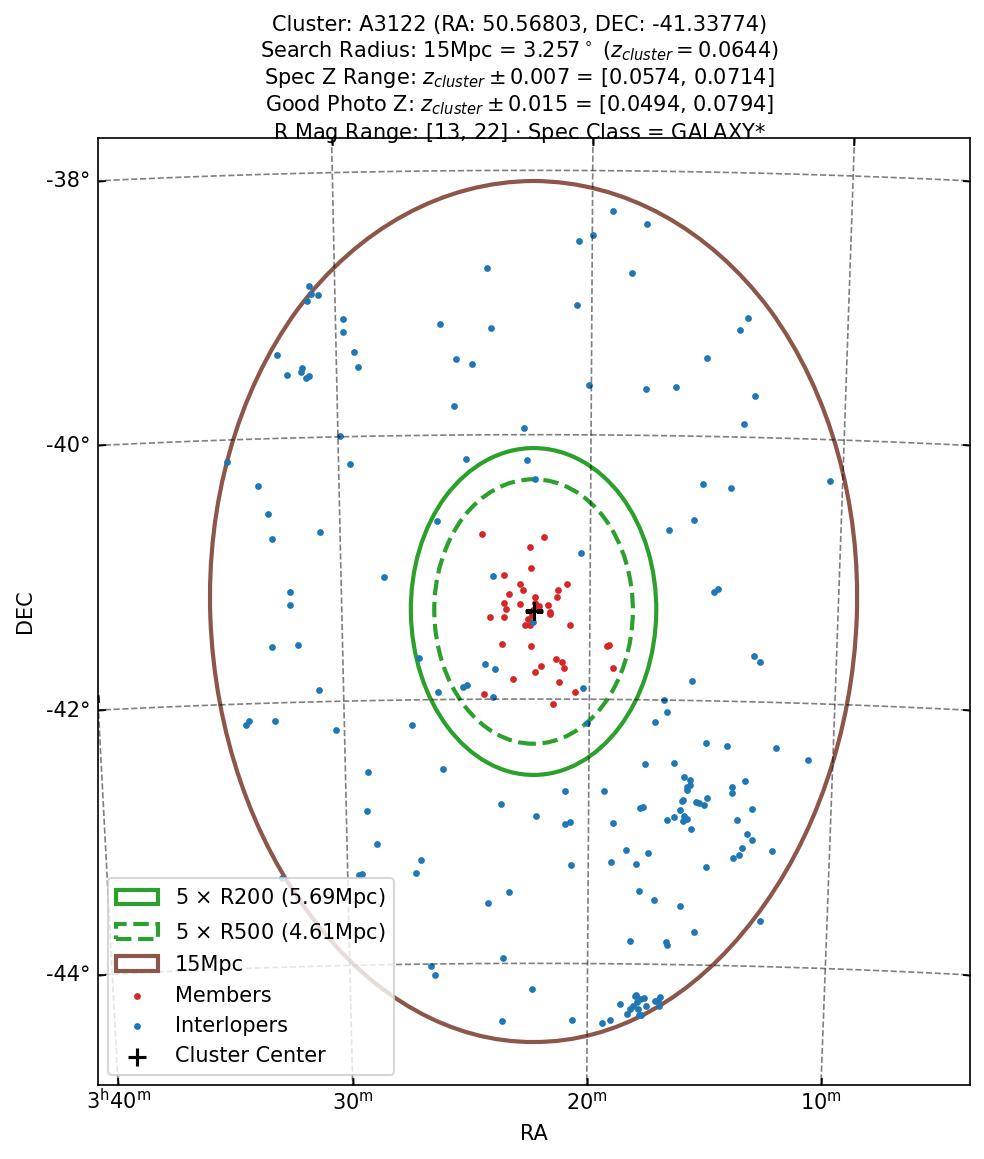 Cluster: A3122 (RA: 50.56803, DEC: -41.33774)
Search Radius: 15Mpc = 3.257° (z_cluster = 0.0644)
Spec Z Range: z_cluster ± 0.007 = [0.0574, 0.0714]
Good Photo Z: z_cluster ± 0.015 = [0.0494, 0.0794]
R Mag Range: [13, 22] · Spec Class = GALAXY*
-38°
-40°
-42°
-44°
DEC
5 × R200 (5.69Mpc)
5 × R500 (4.61Mpc)
15Mpc
Members
Interlopers
Cluster Center
3ʰ40ᵐ 30ᵐ 20ᵐ 10ᵐ
RA